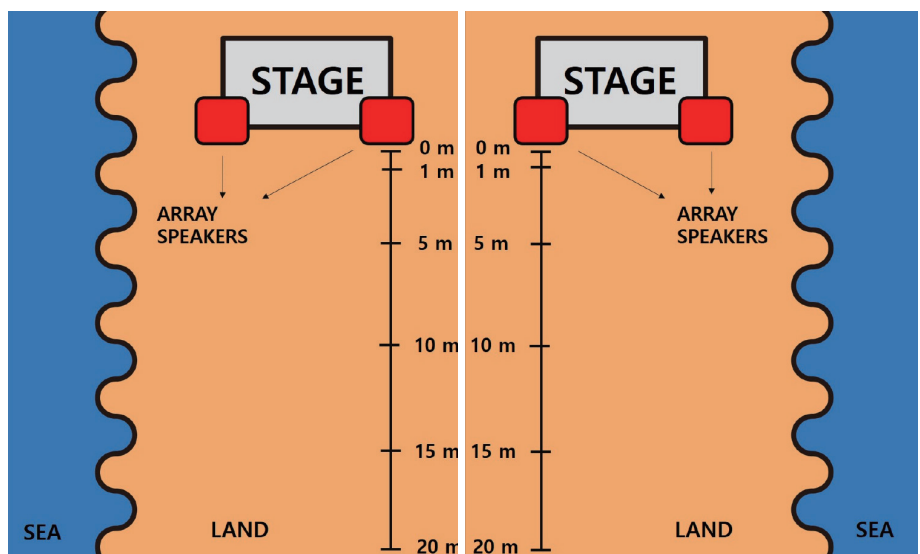 STAGE
0 m
1 m
ARRAY
SPEAKERS
5 m
10 m
15 m
SEA
LAND
20 m
STAGE
0 m
1 m
ARRAY
SPEAKERS
5 m
10 m
15 m
LAND
SEA
20 m